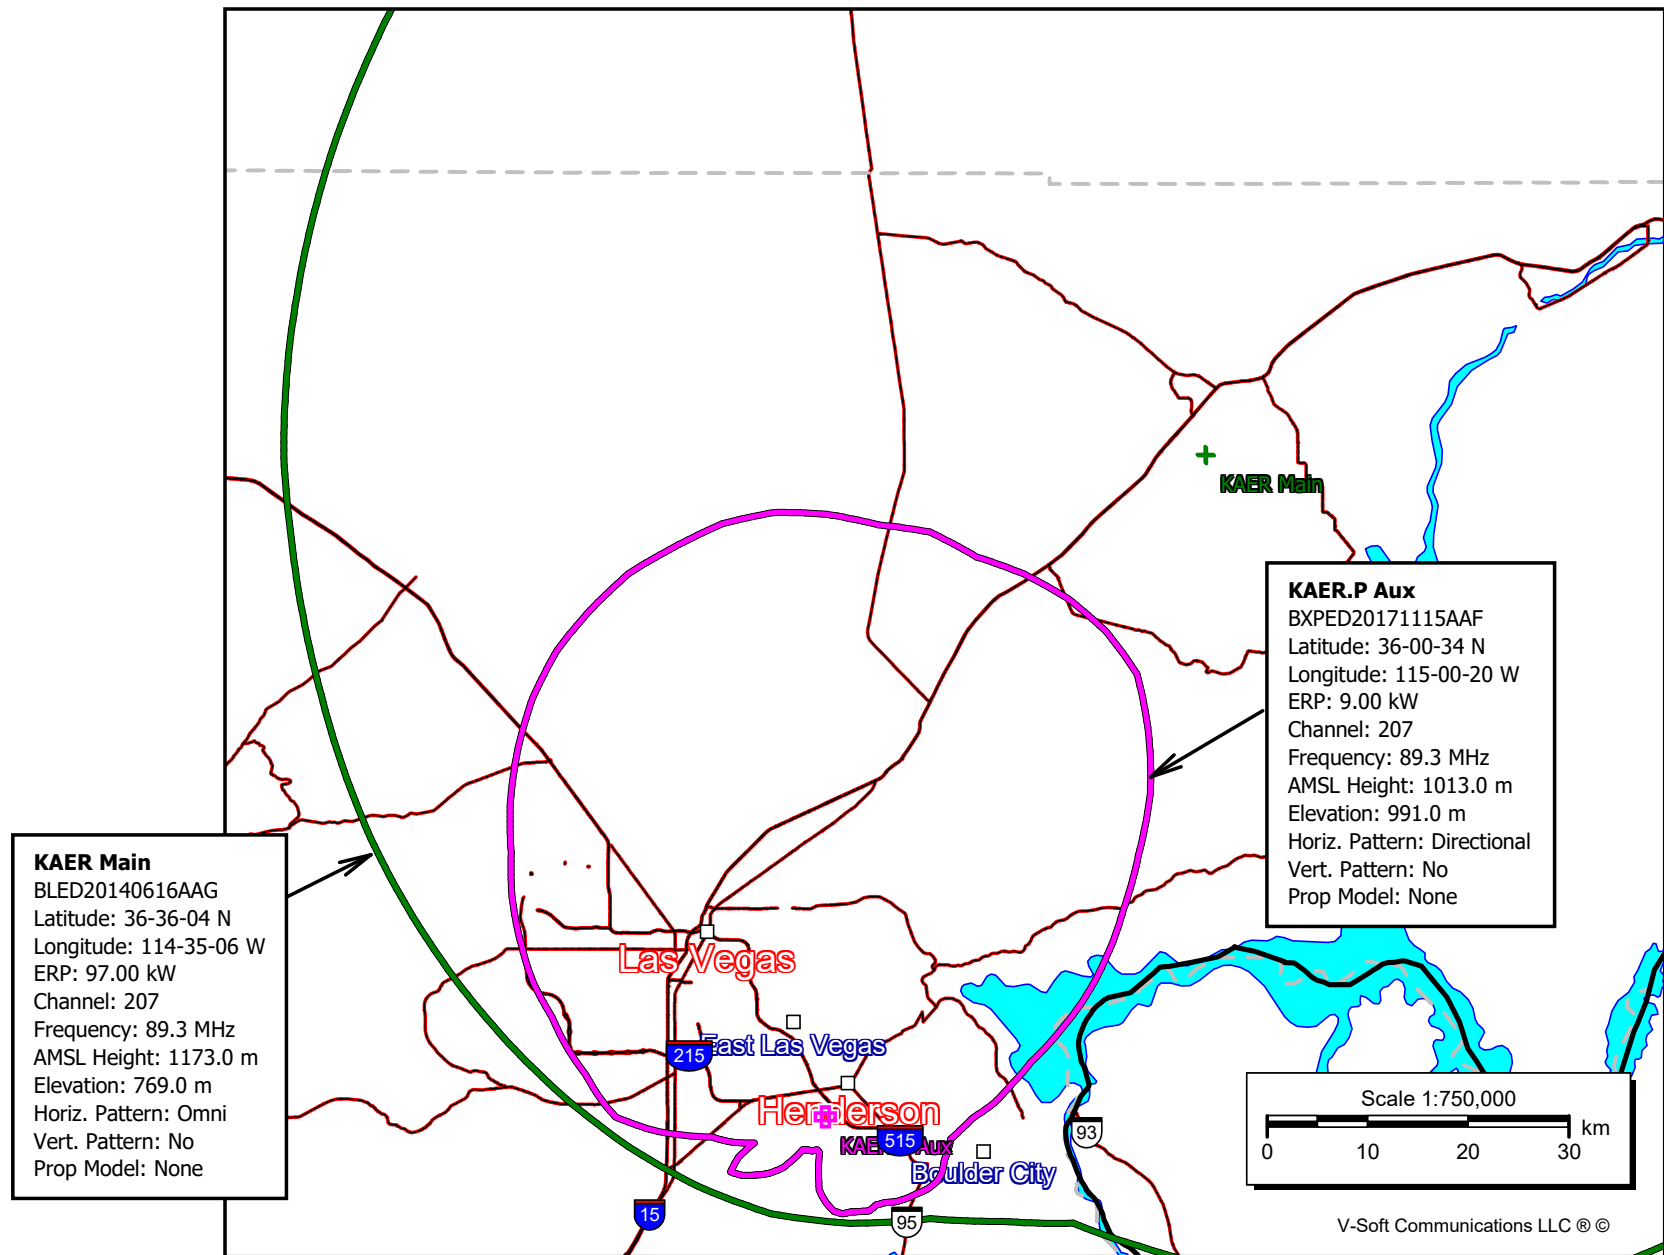 KAER Main
KAER.P Aux
BXPED20171115AAF
Latitude: 36-00-34 N
Longitude: 115-00-20 W
ERP: 9.00 kW
Channel: 207
Frequency: 89.3 MHz
AMSL Height: 1013.0 m
Elevation: 991.0 m
Horiz. Pattern: Directional
Vert. Pattern: No
Prop Model: None
KAER Main
BLED20140616AAG
Latitude: 36-36-04 N
Longitude: 114-35-06 W
ERP: 97.00 kW
Channel: 207
Frequency: 89.3 MHz
AMSL Height: 1173.0 m
Elevation: 769.0 m
Horiz. Pattern: Omni
Vert. Pattern: No
Prop Model: None
Las Vegas
East Las Vegas
215
Henderson
515
Aux
Boulder City
93
15
95
Scale 1:750,000
km
0 10 20 30
V-Soft Communications LLC ® ©